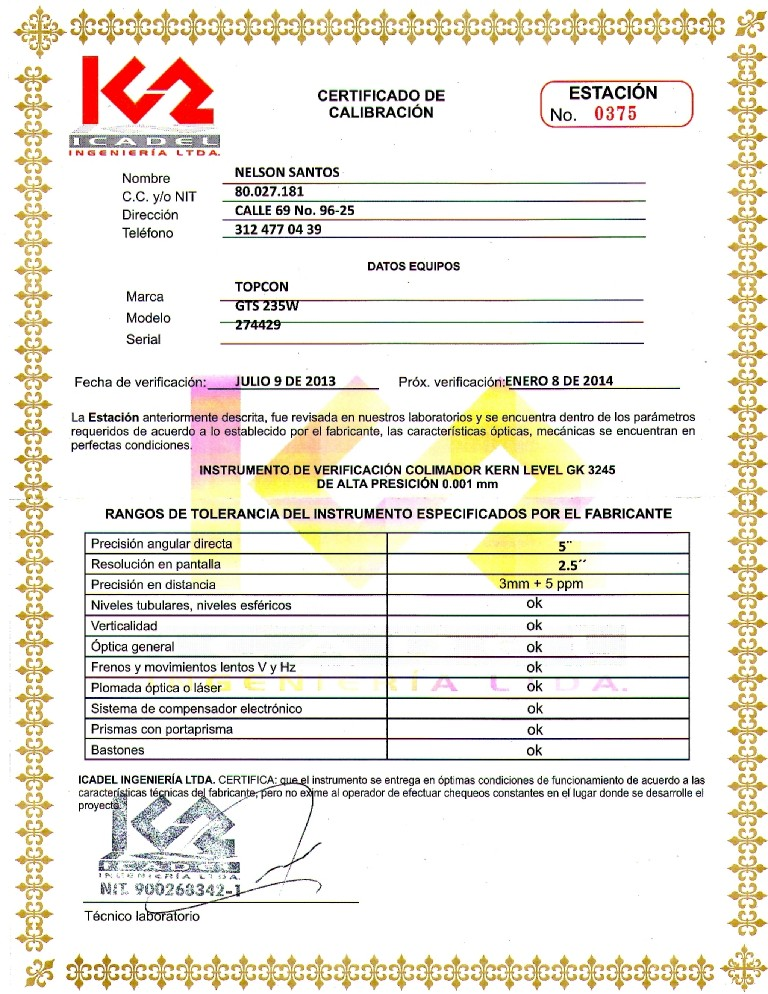 ICADEL
INGENIERÍA LTDA.
CERTIFICADO DE
CALIBRACIÓN
ESTACIÓN
No. 0375
Nombre NELSON SANTOS
C.C. y/o NIT 80.027.181
Dirección CALLE 69 No. 96-25
Teléfono 312 477 04 39
DATOS EQUIPOS
Marca TOPCON
Modelo GTS 235W
Serial 274429
Fecha de verificación: JULIO 9 DE 2013 Próx. verificación: ENERO 8 DE 2014
La Estación anteriormente descrita, fue revisada en nuestros laboratorios y se encuentra dentro de los parámetros
requeridos de acuerdo a lo establecido por el fabricante, las características ópticas, mecánicas se encuentran en
perfectas condiciones.
INSTRUMENTO DE VERIFICACIÓN COLIMADOR KERN LEVEL GK 3245
DE ALTA PRESICIÓN 0.001 mm
RANGOS DE TOLERANCIA DEL INSTRUMENTO ESPECIFICADOS POR EL FABRICANTE
Precisión angular directa 5¨
Resolución en pantalla 2.5´´
Precisión en distancia 3mm + 5 ppm
Niveles tubulares, niveles esféricos ok
Verticalidad ok
Óptica general ok
Frenos y movimientos lentos V y Hz ok
Plomada óptica o láser ok
Sistema de compensador electrónico ok
Prismas con portaprisma ok
Bastones ok
INGENIERÍA LTDA.
ICADEL INGENIERÍA LTDA. CERTIFICA: que el instrumento se entrega en óptimas condiciones de funcionamiento de acuerdo a las
características técnicas del fabricante, pero no exime al operador de efectuar chequeos constantes en el lugar donde se desarrolle el
proyecto.
ICADEL
INGENIERIA LTDA.
NIT. 900268342-1
Técnico laboratorio